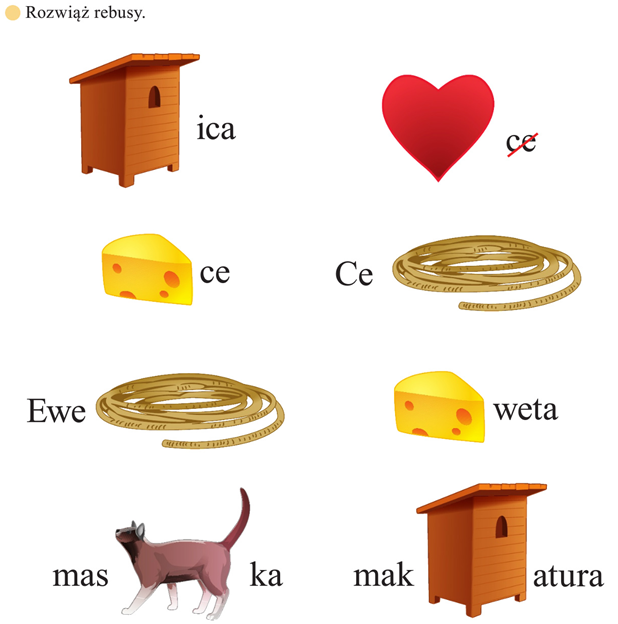 Rozwiąż rebusy.
ica
ce
ce
Ce
Ewe
weta
mas ka
mak atura